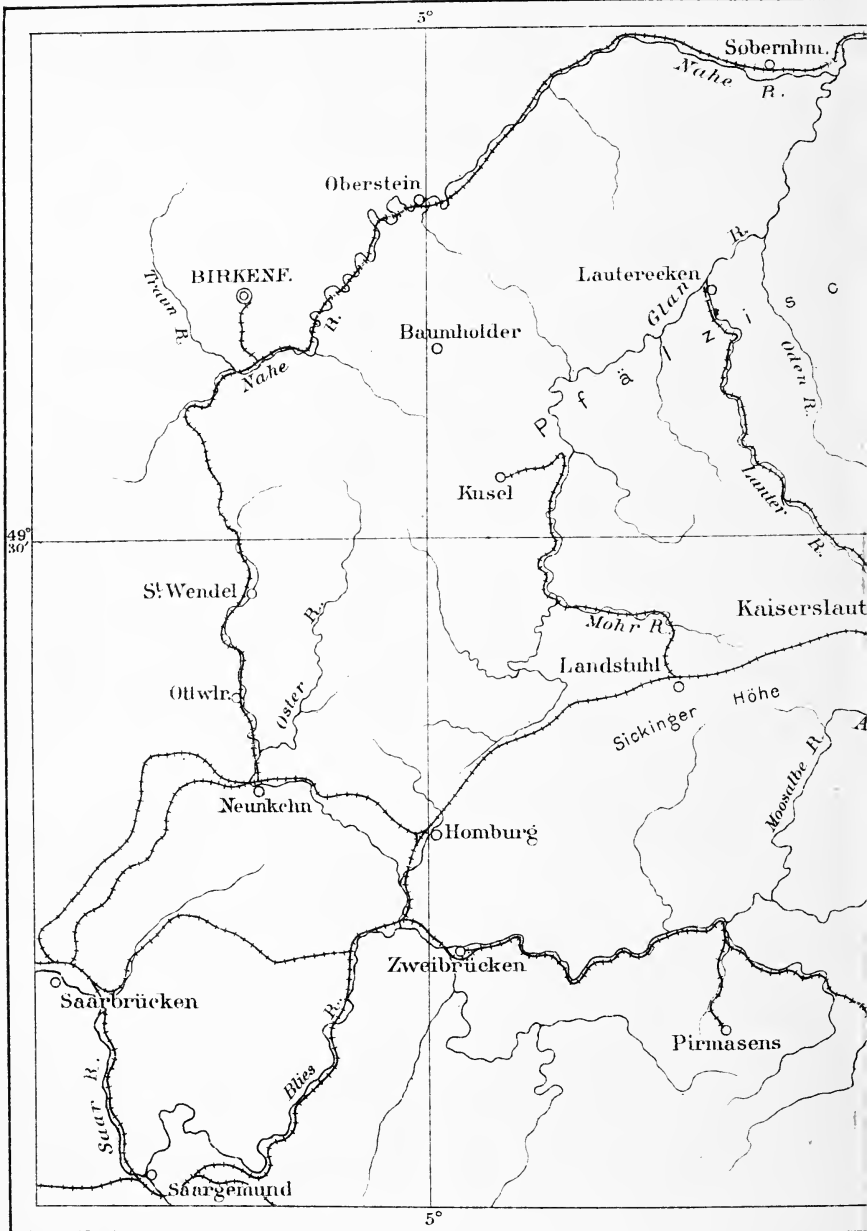 5°
Sobernhm.
Nahe R.
Oberstein
Traun R.
BIRKENF.
Lauterecken
Glan R.
Baumholder
Nahe R.
Oden R.
Pfälzisc
Kusel
Lauter R.
49°
30'
St. Wendel
Oster R.
Mohr R.
Kaiserslaut
Landstuhl
Ottwlr.
Sickinger Höhe
A
Moosalbe R.
Neunkchn
Homburg
Zweibrücken
Saarbrücken
Blies R.
Pirmasens
Saar R.
Saargemund
5°